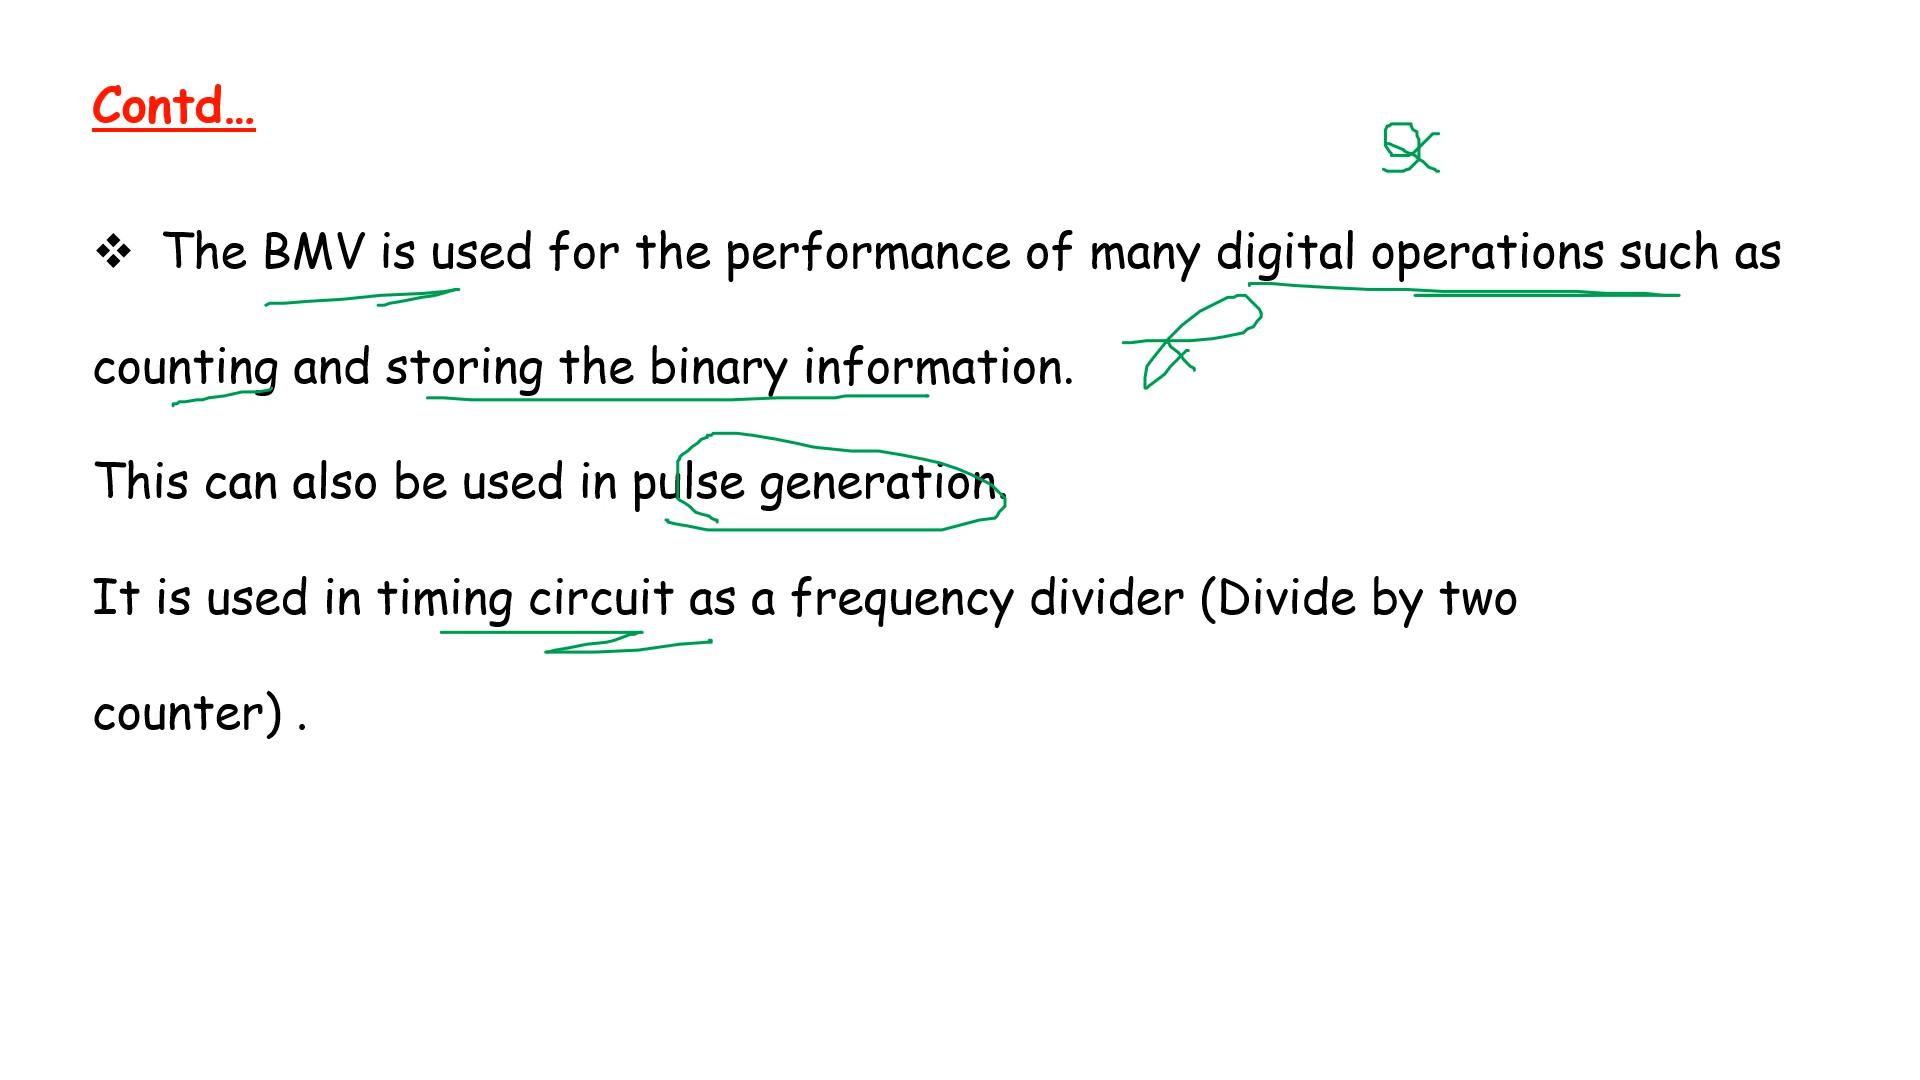 Contd...
❖ The BMV is used for the performance of many digital operations such as
counting and storing the binary information.
This can also be used in pulse generation.
It is used in timing circuit as a frequency divider (Divide by two
counter) .